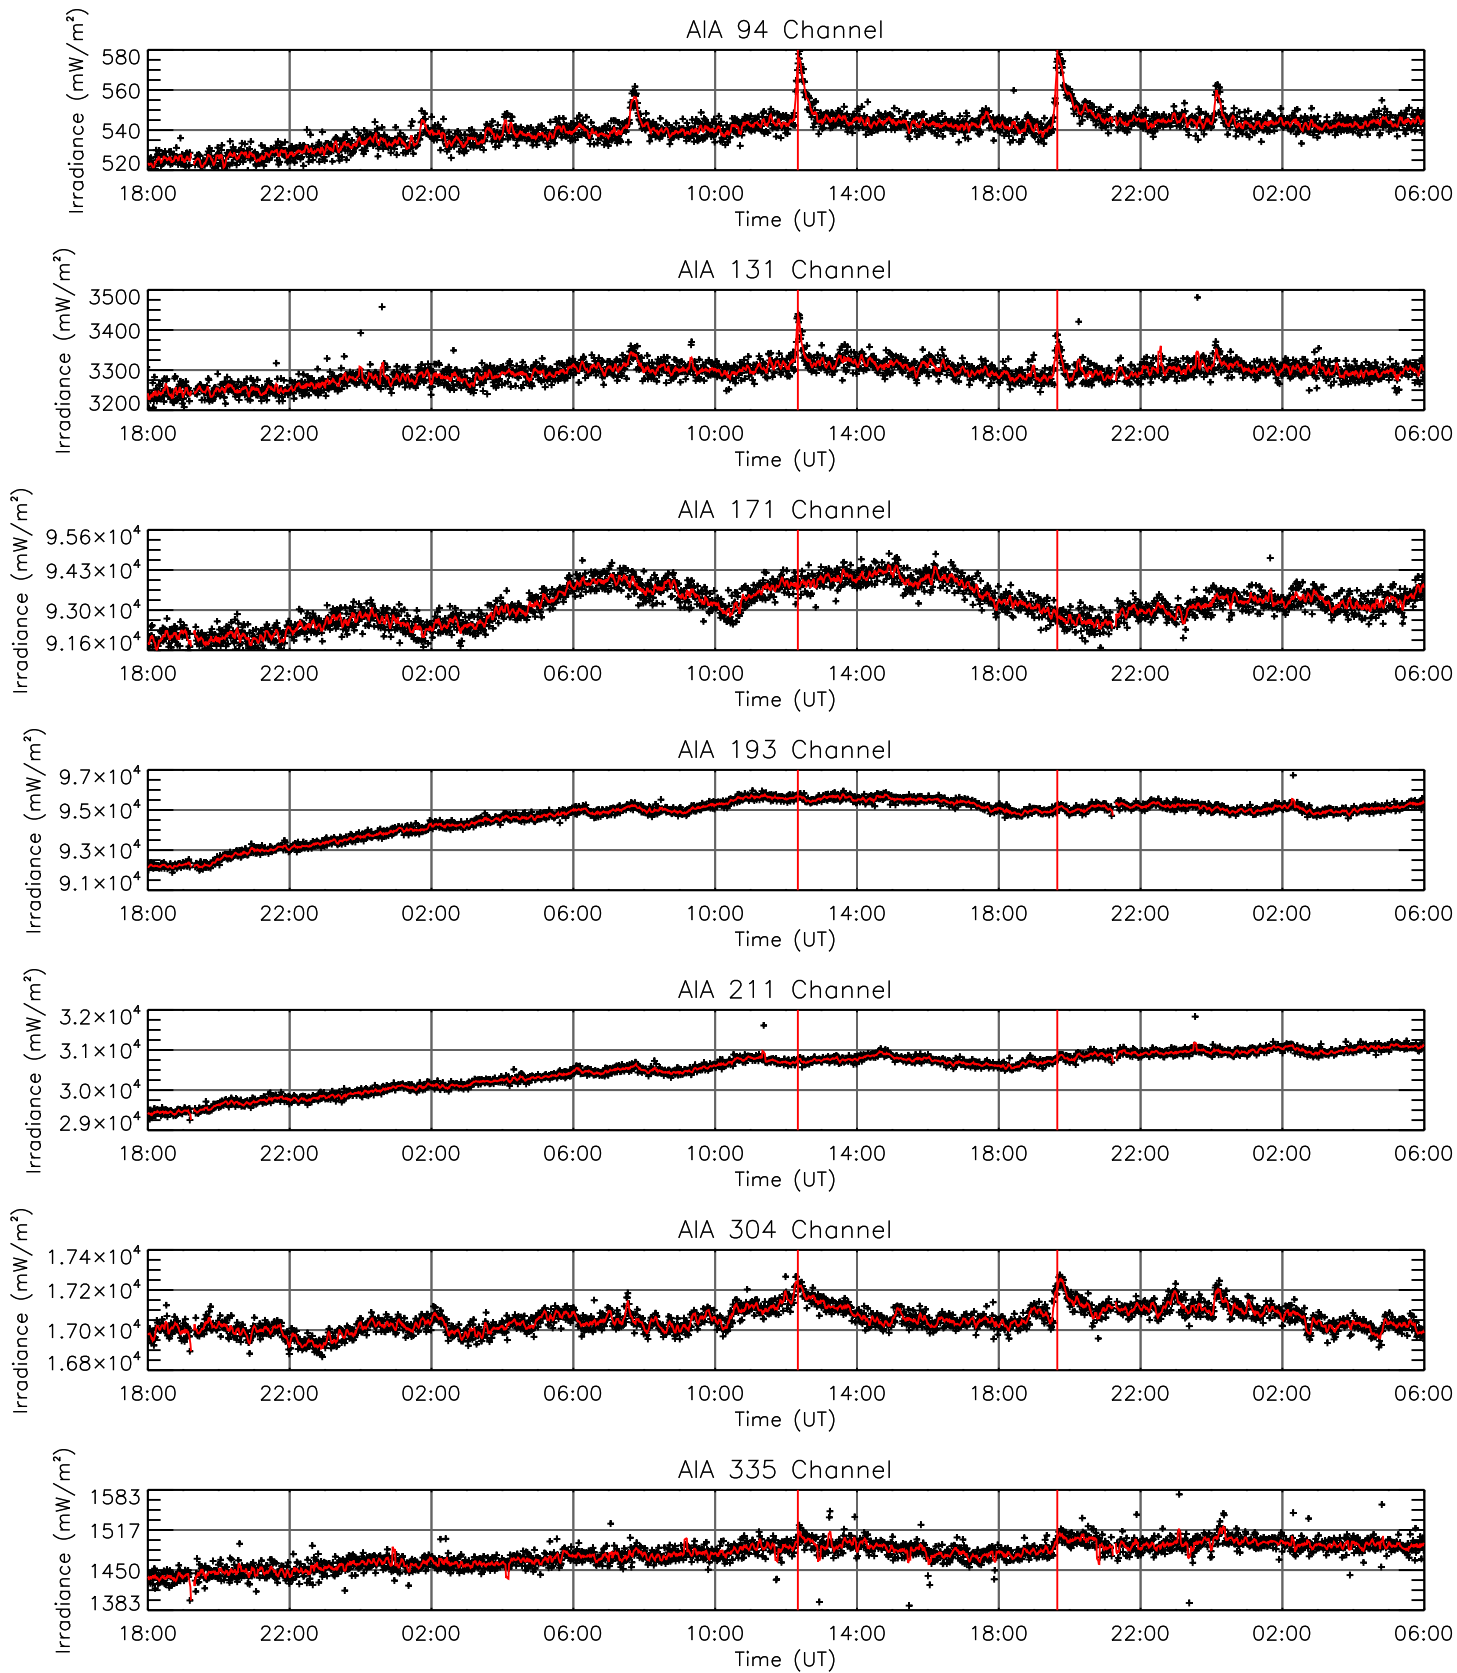 AIA 94 Channel
Irradiance (mW/m²)
580
560
540
520
18:00 22:00 02:00 06:00 10:00 14:00 18:00 22:00 02:00 06:00
Time (UT)
AIA 131 Channel
Irradiance (mW/m²)
3500
3400
3300
3200
18:00 22:00 02:00 06:00 10:00 14:00 18:00 22:00 02:00 06:00
Time (UT)
AIA 171 Channel
Irradiance (mW/m²)
9.56×10⁴
9.43×10⁴
9.30×10⁴
9.16×10⁴
18:00 22:00 02:00 06:00 10:00 14:00 18:00 22:00 02:00 06:00
Time (UT)
AIA 193 Channel
Irradiance (mW/m²)
9.7×10⁴
9.5×10⁴
9.3×10⁴
9.1×10⁴
18:00 22:00 02:00 06:00 10:00 14:00 18:00 22:00 02:00 06:00
Time (UT)
AIA 211 Channel
Irradiance (mW/m²)
3.2×10⁴
3.1×10⁴
3.0×10⁴
2.9×10⁴
18:00 22:00 02:00 06:00 10:00 14:00 18:00 22:00 02:00 06:00
Time (UT)
AIA 304 Channel
Irradiance (mW/m²)
1.74×10⁴
1.72×10⁴
1.70×10⁴
1.68×10⁴
18:00 22:00 02:00 06:00 10:00 14:00 18:00 22:00 02:00 06:00
Time (UT)
AIA 335 Channel
Irradiance (mW/m²)
1583
1517
1450
1383
18:00 22:00 02:00 06:00 10:00 14:00 18:00 22:00 02:00 06:00
Time (UT)